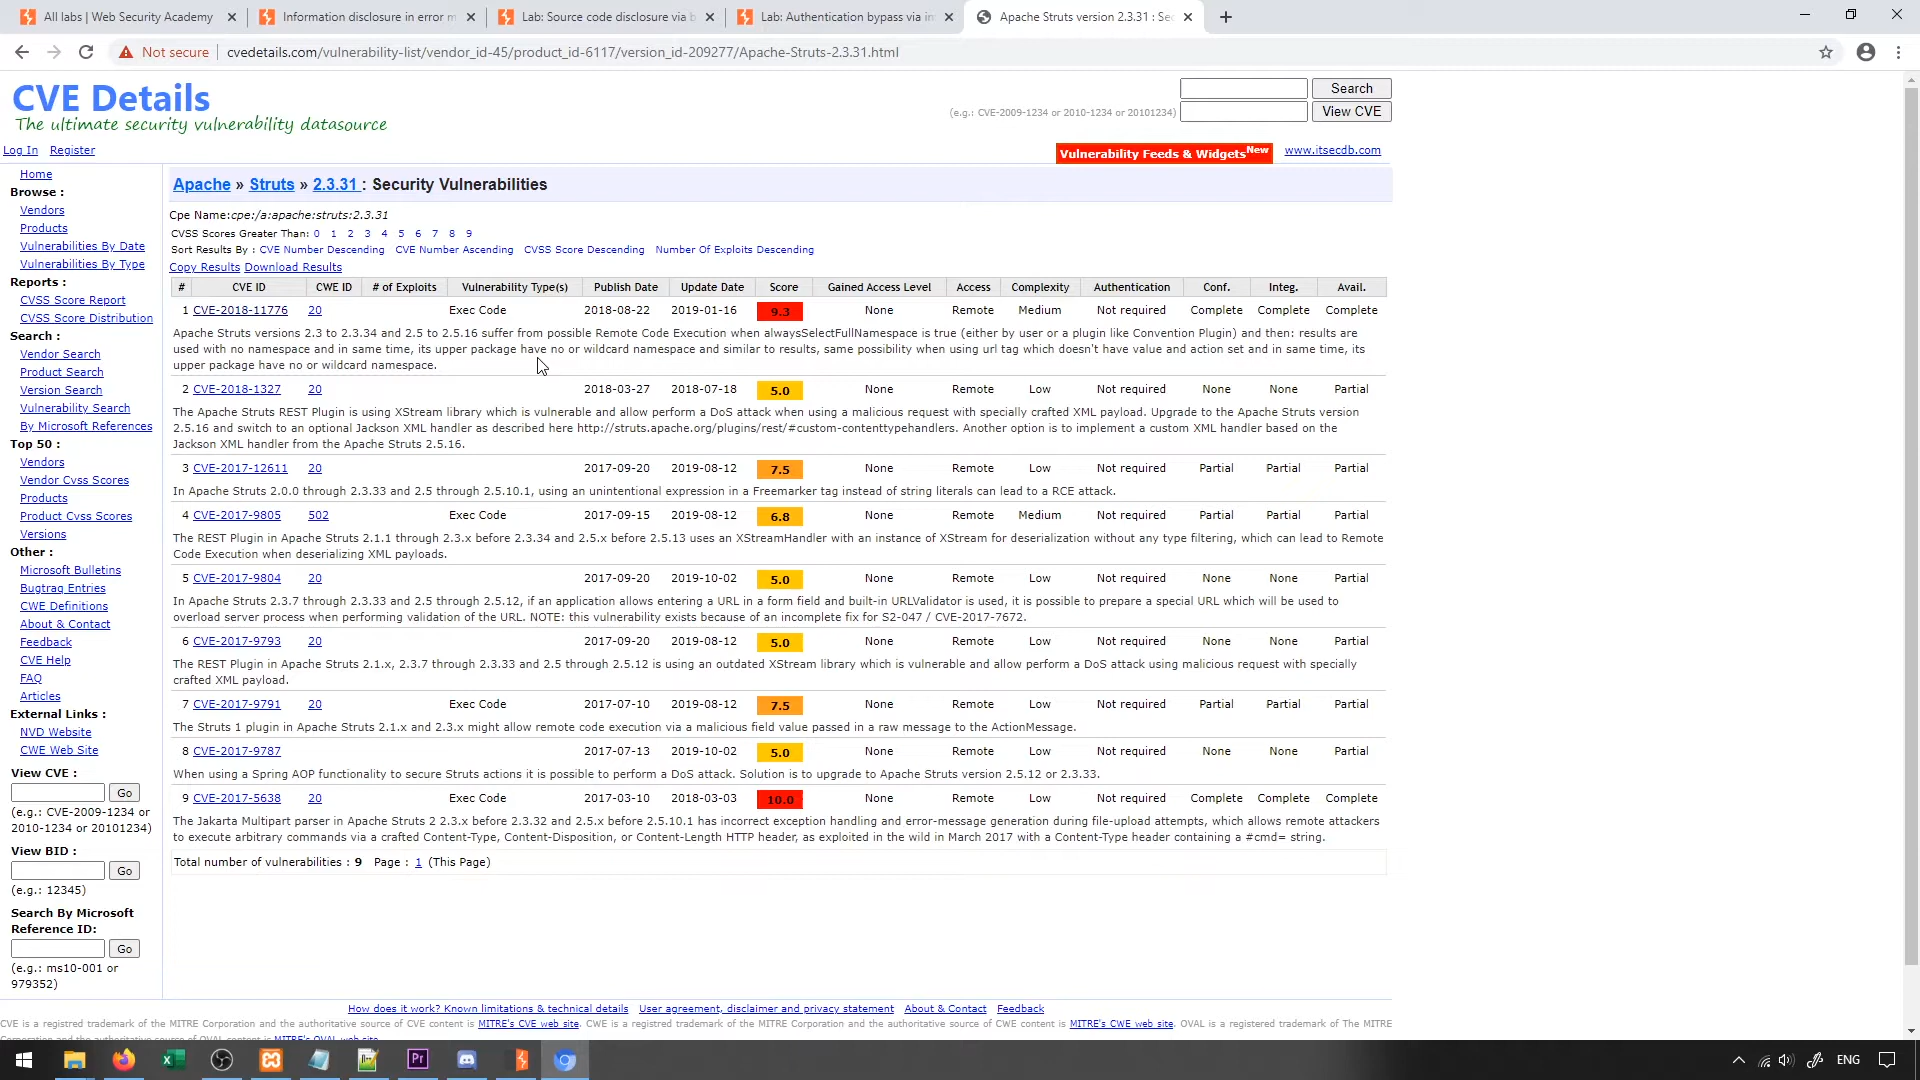 All labs | Web Security Academy
Information disclosure in error m
Lab: Source code disclosure via b
Lab: Authentication bypass via in
Apache Struts version 2.3.31 : Sec
Not secure
cvedetails.com/vulnerability-list/vendor_id-45/product_id-6117/version_id-209277/Apache-Struts-2.3.31.html
CVE Details
The ultimate security vulnerability datasource
Search
(e.g.: CVE-2009-1234 or 2010-1234 or 20101234)
View CVE
Log In Register
Vulnerability Feeds & Widgets New
www.itsecdb.com
Home
Browse :
Vendors
Products
Vulnerabilities By Date
Vulnerabilities By Type
Reports :
CVSS Score Report
CVSS Score Distribution
Search :
Vendor Search
Product Search
Version Search
Vulnerability Search
By Microsoft References
Top 50 :
Vendors
Vendor Cvss Scores
Products
Product Cvss Scores
Versions
Other :
Microsoft Bulletins
Bugtraq Entries
CWE Definitions
About & Contact
Feedback
CVE Help
FAQ
Articles
External Links :
NVD Website
CWE Web Site
View CVE :
Go
(e.g.: CVE-2009-1234 or
2010-1234 or 20101234)
View BID :
Go
(e.g.: 12345)
Search By Microsoft
Reference ID:
Go
(e.g.: ms10-001 or
979352)
Apache » Struts » 2.3.31 : Security Vulnerabilities
Cpe Name:cpe:/a:apache:struts:2.3.31
CVSS Scores Greater Than: 0 1 2 3 4 5 6 7 8 9
Sort Results By : CVE Number Descending CVE Number Ascending CVSS Score Descending Number Of Exploits Descending
Copy Results Download Results
# CVE ID CWE ID # of Exploits Vulnerability Type(s) Publish Date Update Date Score Gained Access Level Access Complexity Authentication Conf. Integ. Avail.
1 CVE-2018-11776 20 Exec Code 2018-08-22 2019-01-16 9.3 None Remote Medium Not required Complete Complete Complete
Apache Struts versions 2.3 to 2.3.34 and 2.5 to 2.5.16 suffer from possible Remote Code Execution when alwaysSelectFullNamespace is true (either by user or a plugin like Convention Plugin) and then: results are
used with no namespace and in same time, its upper package have no or wildcard namespace and similar to results, same possibility when using url tag which doesn't have value and action set and in same time, its
upper package have no or wildcard namespace.
2 CVE-2018-1327 20 2018-03-27 2018-07-18 5.0 None Remote Low Not required None None Partial
The Apache Struts REST Plugin is using XStream library which is vulnerable and allow perform a DoS attack when using a malicious request with specially crafted XML payload. Upgrade to the Apache Struts version
2.5.16 and switch to an optional Jackson XML handler as described here http://struts.apache.org/plugins/rest/#custom-contenttypehandlers. Another option is to implement a custom XML handler based on the
Jackson XML handler from the Apache Struts 2.5.16.
3 CVE-2017-12611 20 2017-09-20 2019-08-12 7.5 None Remote Low Not required Partial Partial Partial
In Apache Struts 2.0.0 through 2.3.33 and 2.5 through 2.5.10.1, using an unintentional expression in a Freemarker tag instead of string literals can lead to a RCE attack.
4 CVE-2017-9805 502 Exec Code 2017-09-15 2019-08-12 6.8 None Remote Medium Not required Partial Partial Partial
The REST Plugin in Apache Struts 2.1.1 through 2.3.x before 2.3.34 and 2.5.x before 2.5.13 uses an XStreamHandler with an instance of XStream for deserialization without any type filtering, which can lead to Remote
Code Execution when deserializing XML payloads.
5 CVE-2017-9804 20 2017-09-20 2019-10-02 5.0 None Remote Low Not required None None Partial
In Apache Struts 2.3.7 through 2.3.33 and 2.5 through 2.5.12, if an application allows entering a URL in a form field and built-in URLValidator is used, it is possible to prepare a special URL which will be used to
overload server process when performing validation of the URL. NOTE: this vulnerability exists because of an incomplete fix for S2-047 / CVE-2017-7672.
6 CVE-2017-9793 20 2017-09-20 2019-08-12 5.0 None Remote Low Not required None None Partial
The REST Plugin in Apache Struts 2.1.x, 2.3.7 through 2.3.33 and 2.5 through 2.5.12 is using an outdated XStream library which is vulnerable and allow perform a DoS attack using malicious request with specially
crafted XML payload.
7 CVE-2017-9791 20 Exec Code 2017-07-10 2019-08-12 7.5 None Remote Low Not required Partial Partial Partial
The Struts 1 plugin in Apache Struts 2.1.x and 2.3.x might allow remote code execution via a malicious field value passed in a raw message to the ActionMessage.
8 CVE-2017-9787 2017-07-13 2019-10-02 5.0 None Remote Low Not required None None Partial
When using a Spring AOP functionality to secure Struts actions it is possible to perform a DoS attack. Solution is to upgrade to Apache Struts version 2.5.12 or 2.3.33.
9 CVE-2017-5638 20 Exec Code 2017-03-10 2018-03-03 10.0 None Remote Low Not required Complete Complete Complete
The Jakarta Multipart parser in Apache Struts 2 2.3.x before 2.3.32 and 2.5.x before 2.5.10.1 has incorrect exception handling and error-message generation during file-upload attempts, which allows remote attackers
to execute arbitrary commands via a crafted Content-Type, Content-Disposition, or Content-Length HTTP header, as exploited in the wild in March 2017 with a Content-Type header containing a #cmd= string.
Total number of vulnerabilities : 9 Page : 1 (This Page)
How does it work? Known limitations & technical details User agreement, disclaimer and privacy statement About & Contact Feedback
CVE is a registred trademark of the MITRE Corporation and the authoritative source of CVE content is MITRE's CVE web site. CWE is a registred trademark of the MITRE Corporation and the authoritative source of CWE content is MITRE's CWE web site. OVAL is a registered trademark of The MITRE
Corporation and the authoritative source of OVAL content is MITRE's OVAL web site.
Pr
ENG